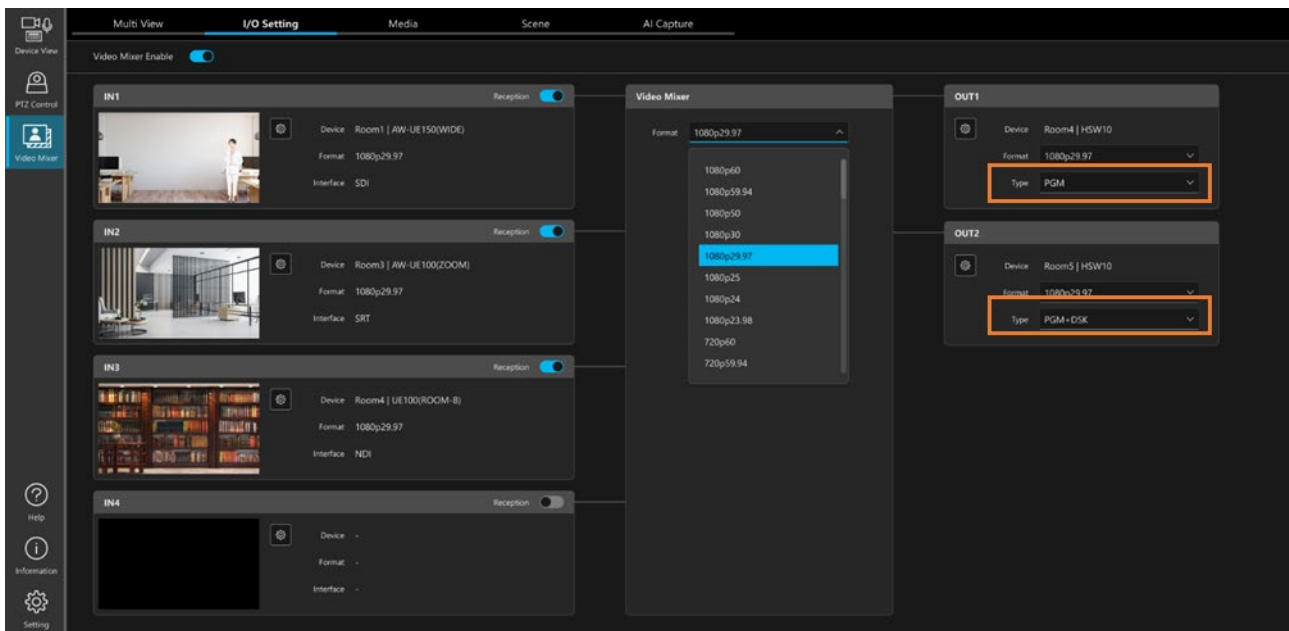 Multi View
I/O Setting
Media
Scene
AI Capture
Device View
PTZ Control
Video Mixer
Help
Information
Setting
Video Mixer Enable
IN1
Reception
Device Room1 | AW-UE150(WIDE)
Format 1080p29.97
Interface SDI
IN2
Reception
Device Room3 | AW-UE100(ZOOM)
Format 1080p29.97
Interface SRT
IN3
Reception
Device Room4 | UE100(ROOM-B)
Format 1080p29.97
Interface NDI
IN4
Reception
Device -
Format -
Interface -
Video Mixer
Format 1080p29.97
1080p60
1080p59.94
1080p50
1080p30
1080p29.97
1080p25
1080p24
1080p23.98
720p60
720p59.94
OUT1
Device Room4 | HSW10
Format 1080p29.97
Type PGM
OUT2
Device Room5 | HSW10
Format 1080p29.97
Type PGM+DSK